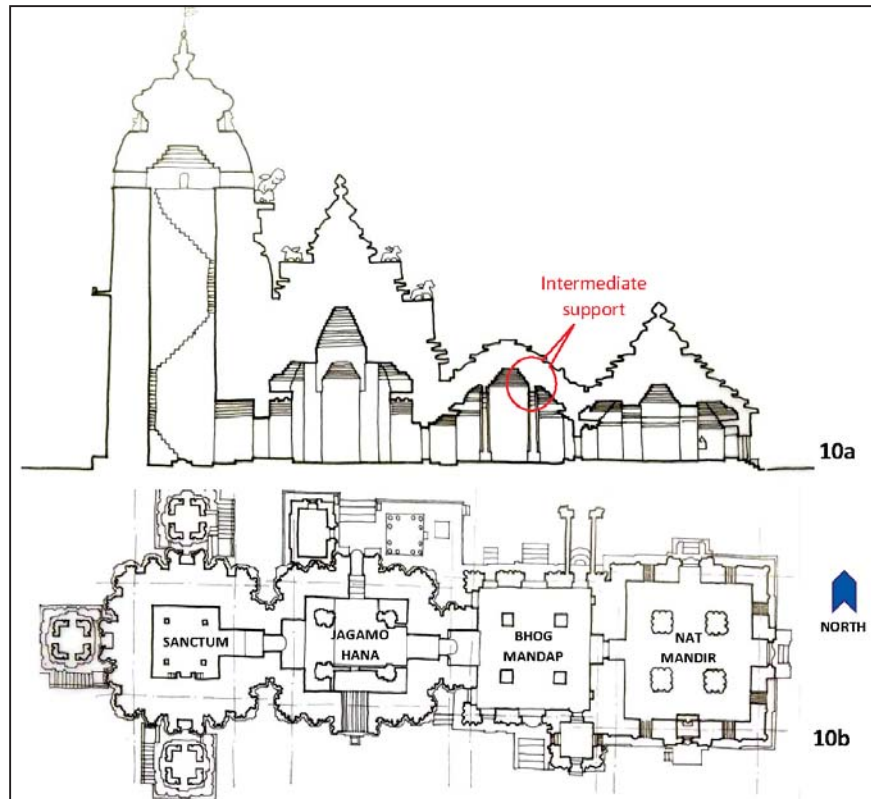 Intermediate
support
10a
SANCTUM
JAGAMO
HANA
BHOG
MANDAP
NAT
MANDIR
NORTH
10b